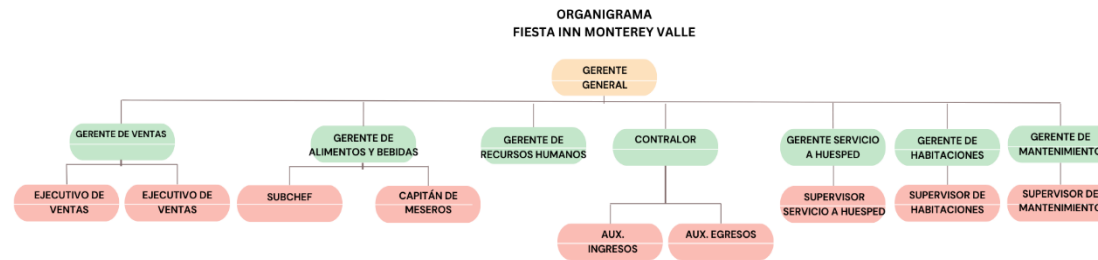 ORGANIGRAMA
FIESTA INN MONTEREY VALLE
GERENTE
GENERAL
GERENTE DE VENTAS
GERENTE DE
ALIMENTOS Y BEBIDAS
GERENTE DE
RECURSOS HUMANOS
CONTRALOR
GERENTE SERVICIO
A HUESPED
GERENTE DE
HABITACIONES
GERENTE DE
MANTENIMIENTO
EJECUTIVO DE
VENTAS
EJECUTIVO DE
VENTAS
SUBCHEF
CAPITÁN DE
MESEROS
SUPERVISOR
SERVICIO A HUESPED
SUPERVISOR DE
HABITACIONES
SUPERVISOR DE
MANTENIMIENTO
AUX.
INGRESOS
AUX. EGRESOS